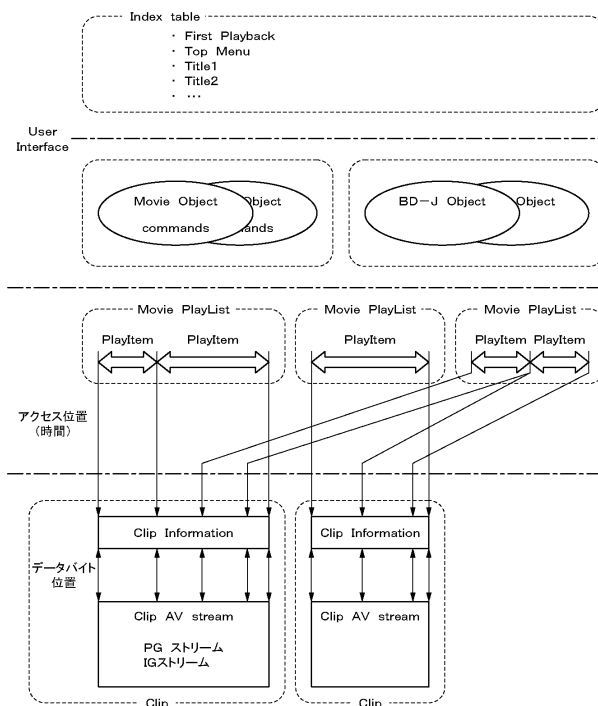 Index table
・ First Playback
・ Top Menu
・ Title1
・ Title2
・ …
User
Interface
Movie Object
commands
Object
ands
BD-J Object
Object
Movie PlayList
Movie PlayList
Movie PlayList
PlayItem
PlayItem
PlayItem
PlayItem
PlayItem
アクセス位置
(時間)
Clip Information
Clip Information
データバイト
位置
Clip AV stream
Clip AV stream
PG ストリーム
IGストリーム
Clip
Clip